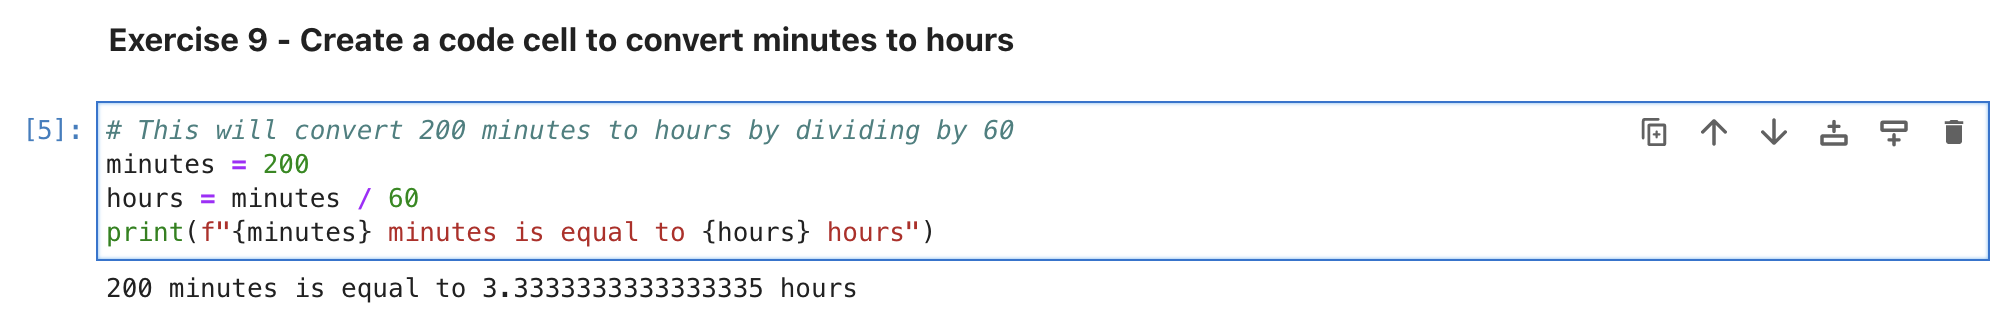 Exercise 9 - Create a code cell to convert minutes to hours
[5]:
# This will convert 200 minutes to hours by dividing by 60
minutes = 200
hours = minutes / 60
print(f"{minutes} minutes is equal to {hours} hours")
200 minutes is equal to 3.3333333333333335 hours